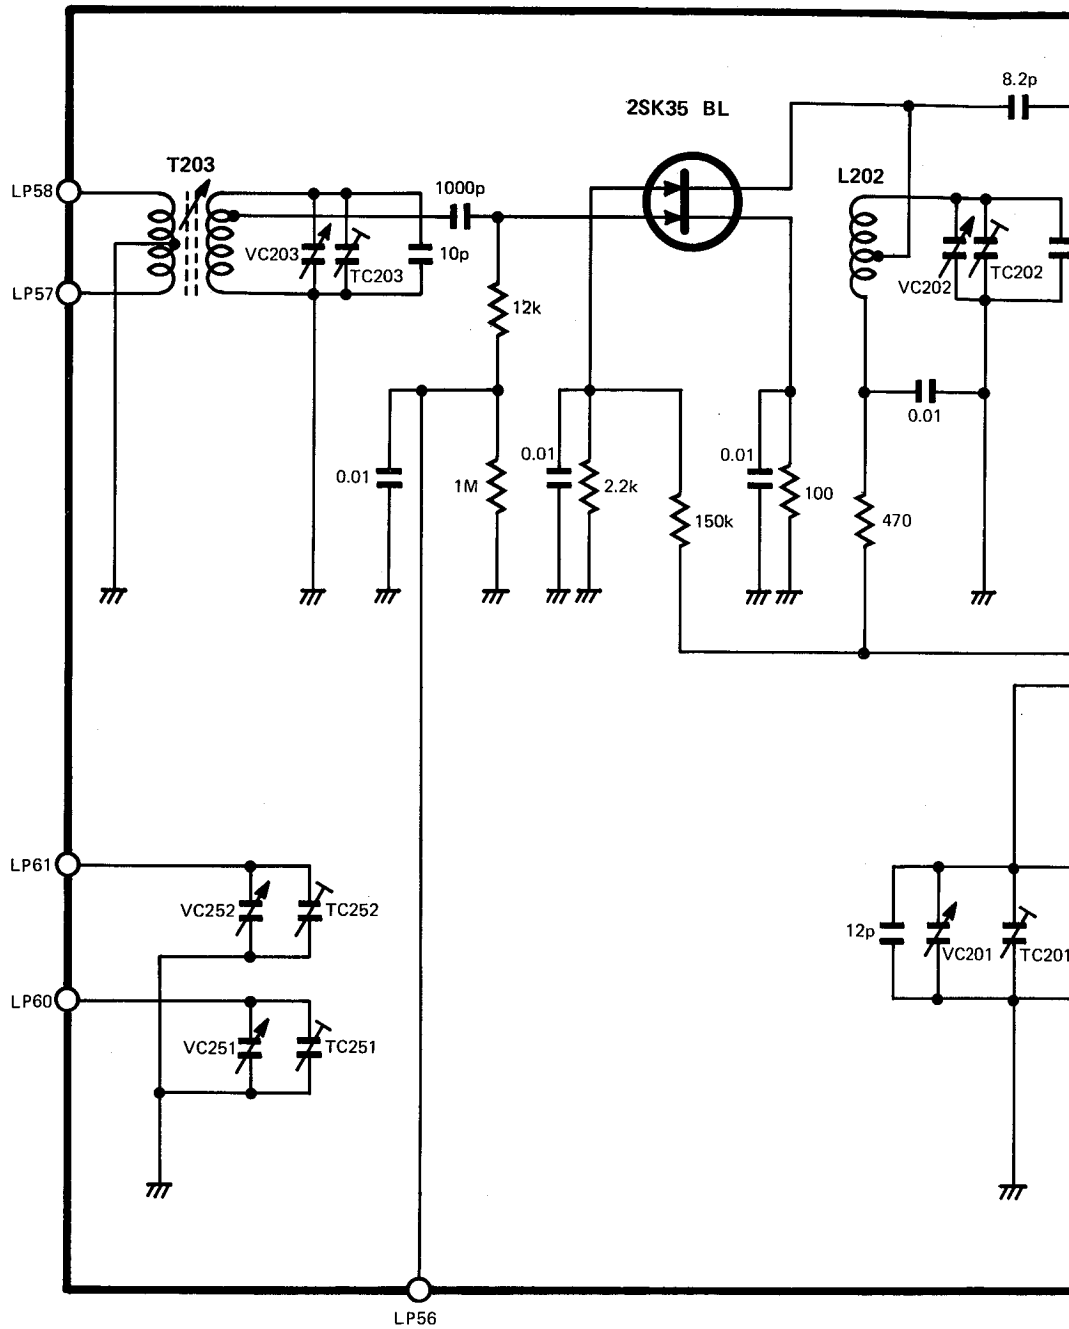 8.2p
2SK35 BL
T203
L202
LP58
1000p
VC203
TC203
10p
VC202
TC202
LP57
12k
0.01
0.01
1M
0.01
2.2k
0.01
100
150k
470
LP61
VC252
TC252
12p
VC201
TC201
LP60
VC251
TC251
LP56